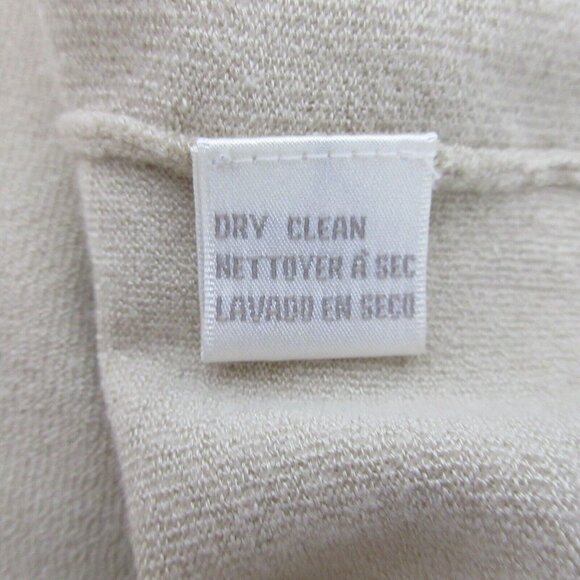 DRY CLEAN
NETTOYER À SEC
LAVADO EN SECO